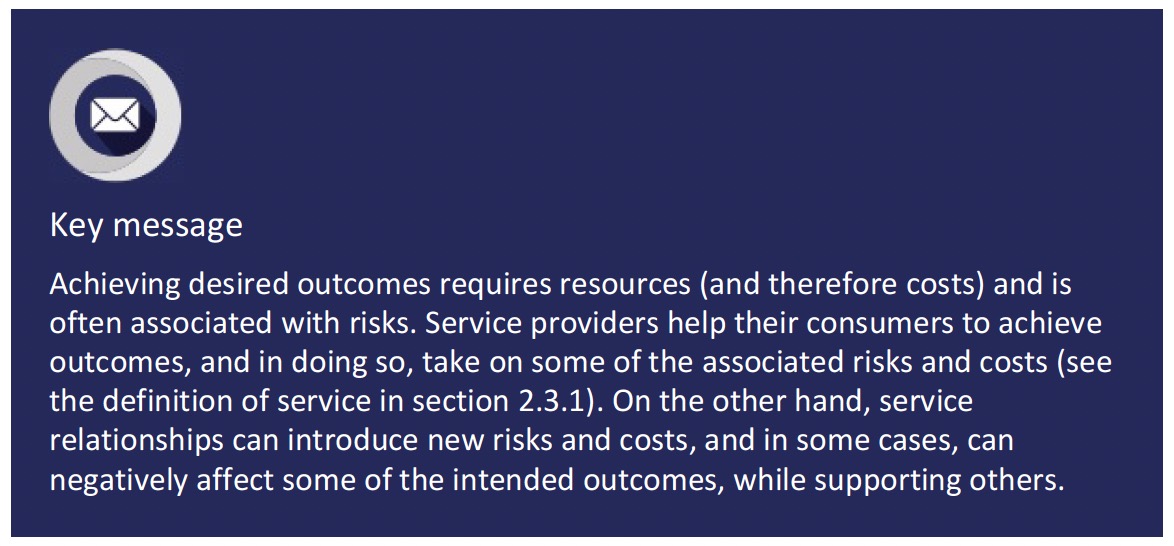 Key message
Achieving desired outcomes requires resources (and therefore costs) and is
often associated with risks. Service providers help their consumers to achieve
outcomes, and in doing so, take on some of the associated risks and costs (see
the definition of service in section 2.3.1). On the other hand, service
relationships can introduce new risks and costs, and in some cases, can
negatively affect some of the intended outcomes, while supporting others.